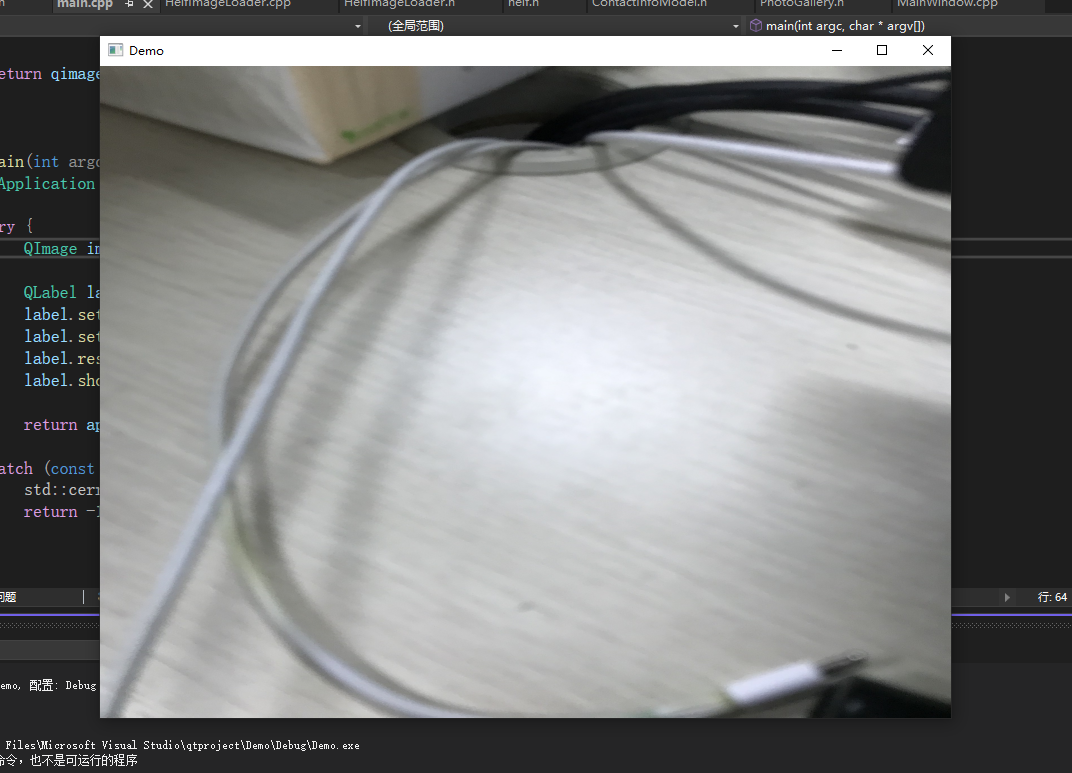 main.cpp HeifImageLoader.cpp HeifImageLoader.h heif.h ContactInfoModel.h PhotoGallery.h MainWindow.cpp
(全局范围) main(int argc, char * argv[])
Demo
eturn qimage
ain(int argc
Application
ry {
QImage im
QLabel la
label.set
label.set
label.res
label.sho
return ap
atch (const
std::cerr
return -1
问题 行: 64
emo, 配置: Debug
Files\Microsoft Visual Studio\qtproject\Demo\Debug\Demo.exe
命令，也不是可运行的程序